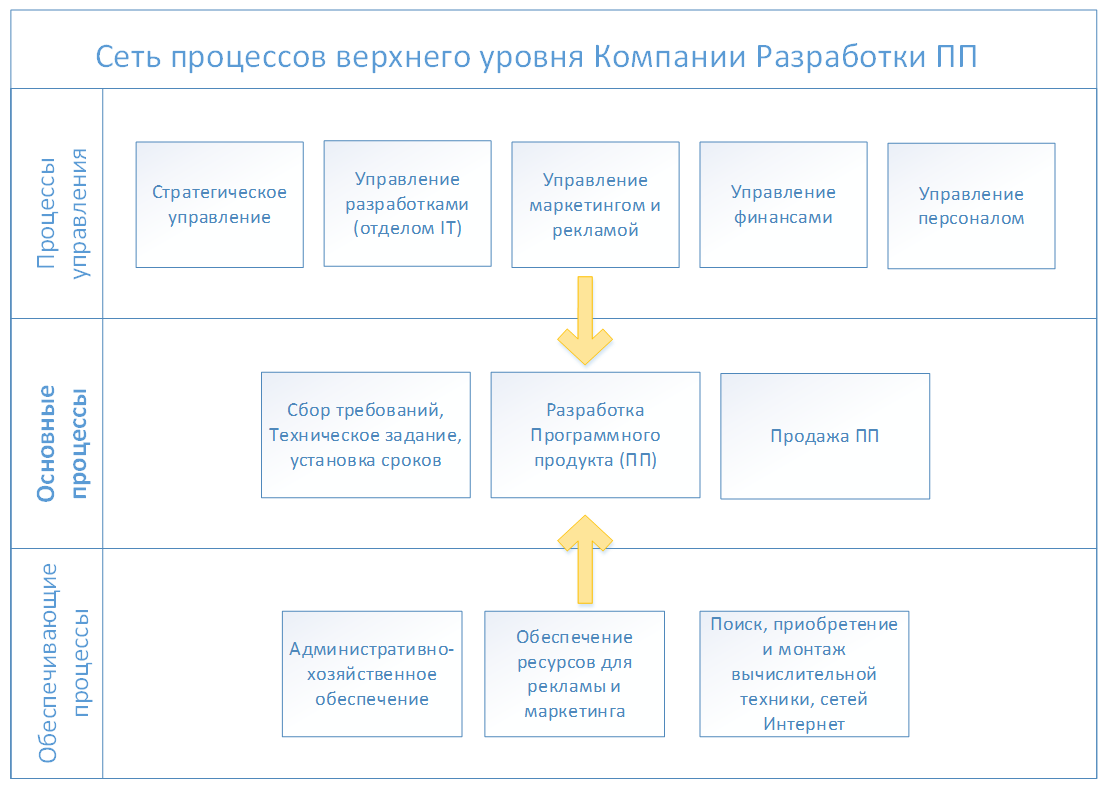 Сеть процессов верхнего уровня Компании Разработки ПП
Процессы
управления
Стратегическое
управление
Управление
разработками
(отделом IT)
Управление
маркетингом и
рекламой
Управление
финансами
Управление
персоналом
Основные
процессы
Сбор требований,
Техническое задание,
установка сроков
Разработка
Программного
продукта (ПП)
Продажа ПП
Обеспечивающие
процессы
Административно-
хозяйственное
обеспечение
Обеспечение
ресурсов для
рекламы и
маркетинга
Поиск, приобретение
и монтаж
вычислительной
техники, сетей
Интернет